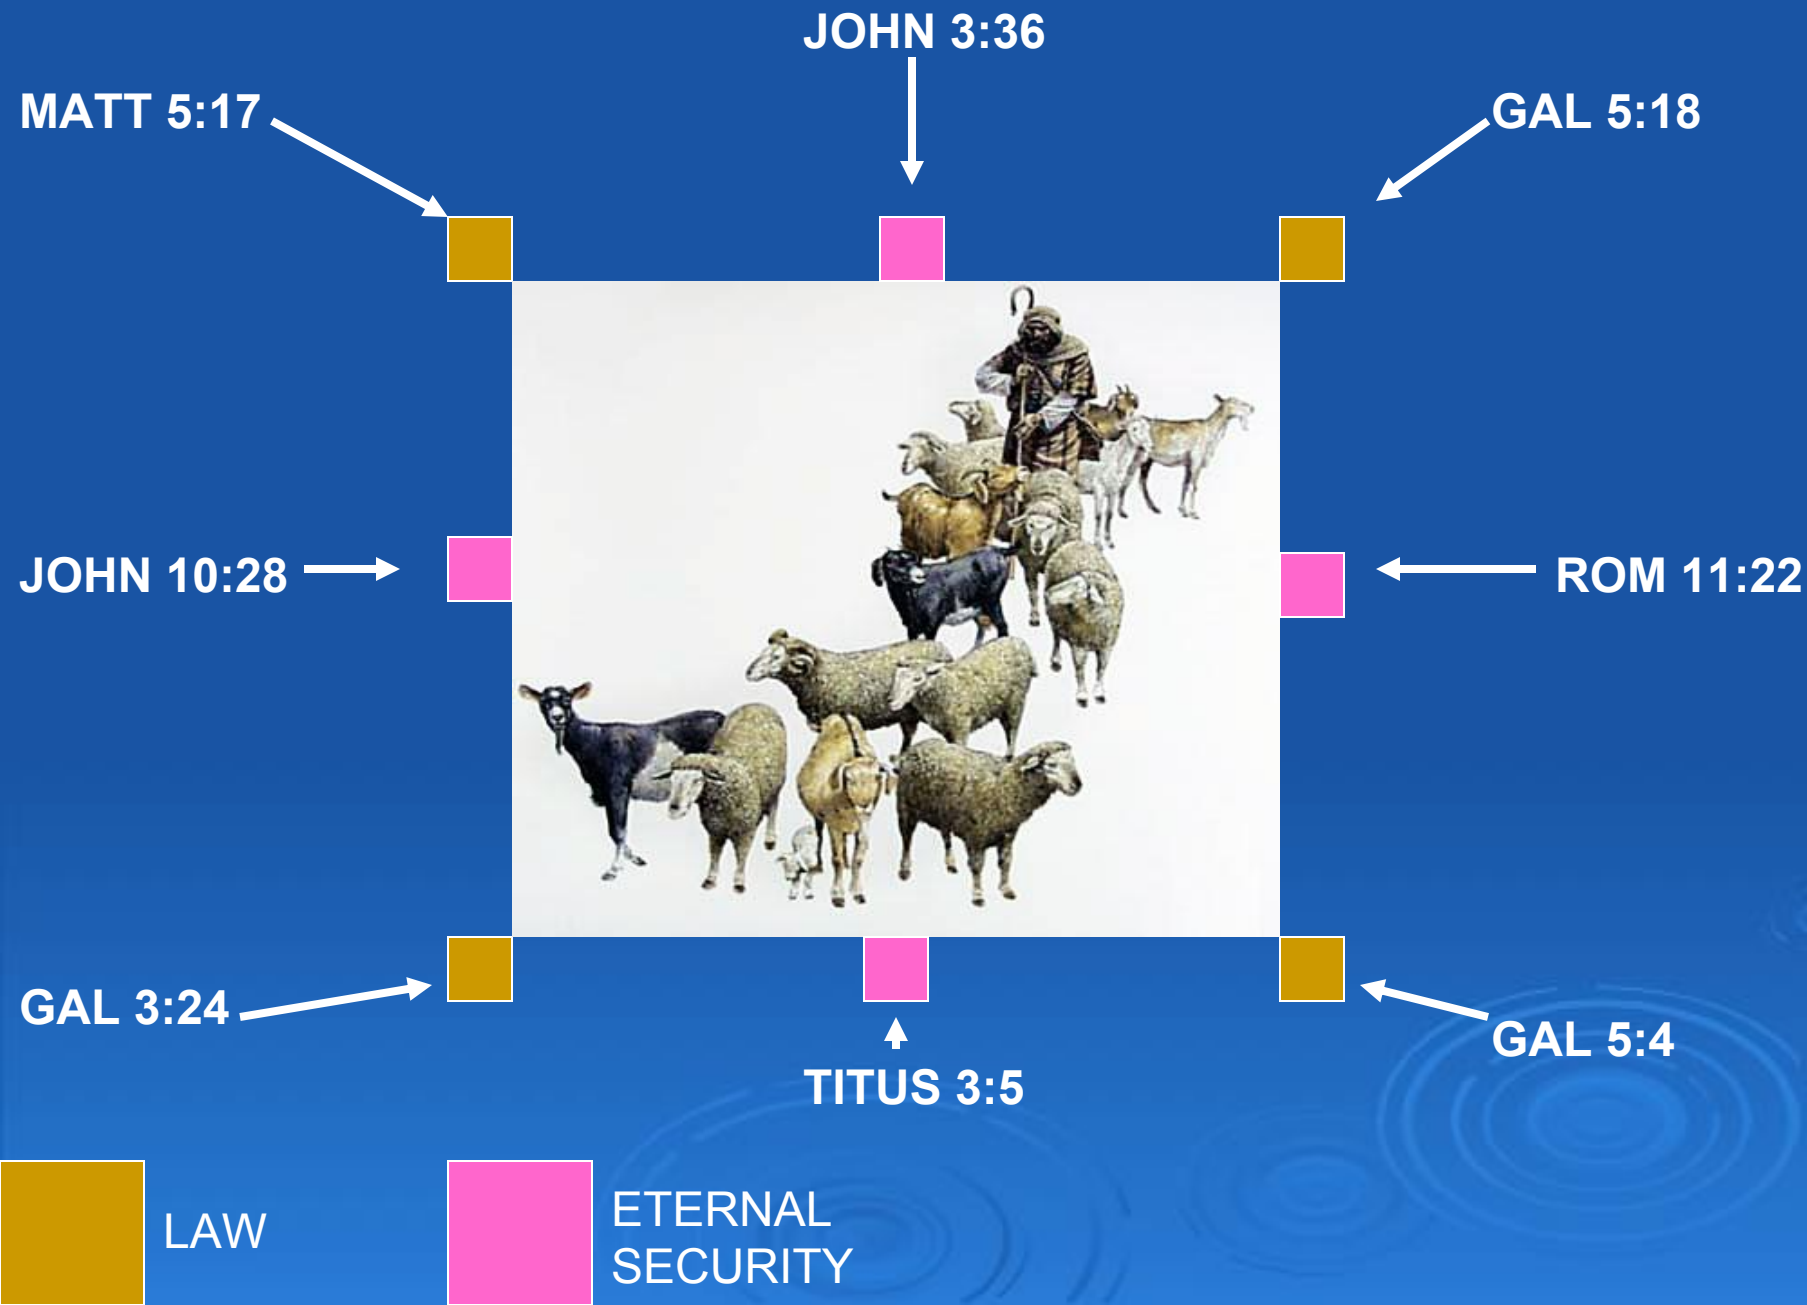 JOHN 3:36
MATT 5:17
GAL 5:18
JOHN 10:28
ROM 11:22
GAL 3:24
GAL 5:4
TITUS 3:5
LAW
ETERNAL
SECURITY